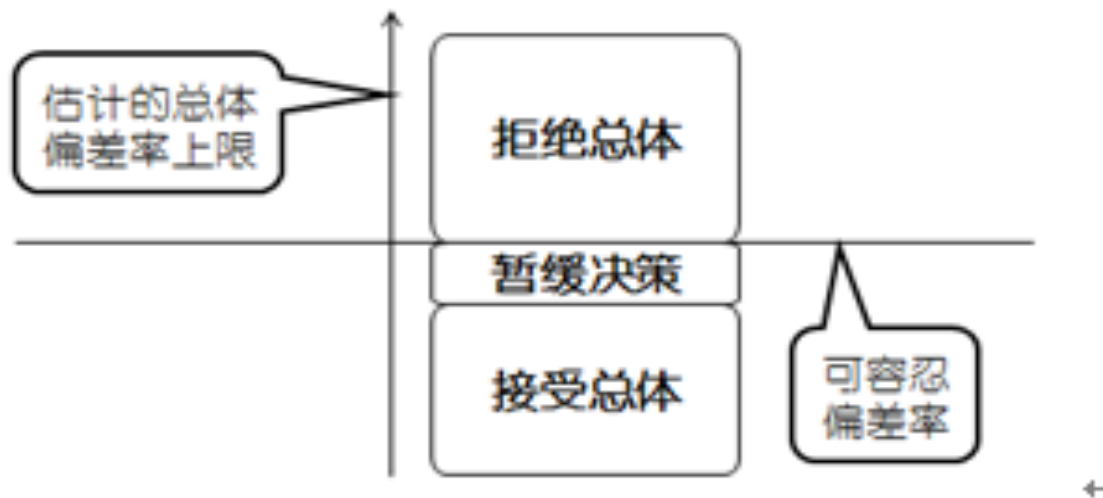 估计的总体
偏差率上限
拒绝总体
暂缓决策
接受总体
可容忍
偏差率